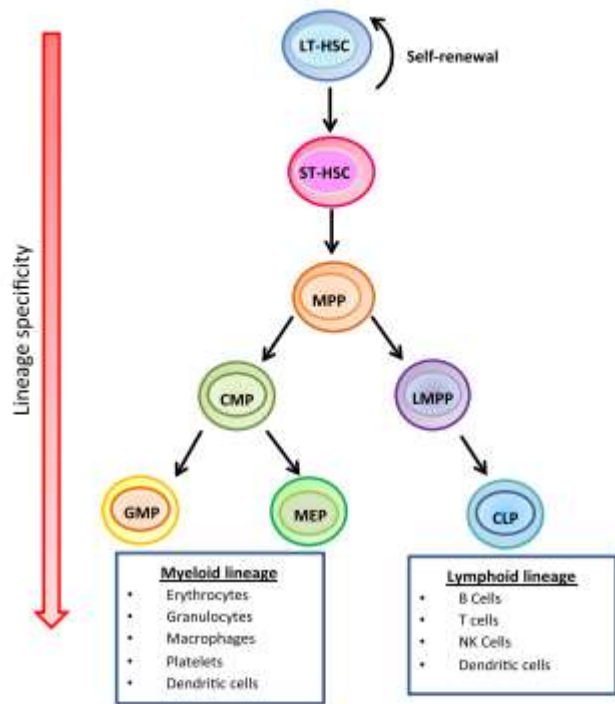 LT-HSC
Self-renewal
ST-HSC
Lineage specificity
MPP
CMP
LMPP
GMP
MEP
CLP
Myeloid lineage
• Erythrocytes
• Granulocytes
• Macrophages
• Platelets
• Dendritic cells
Lymphoid lineage
• B Cells
• T cells
• NK Cells
• Dendritic cells